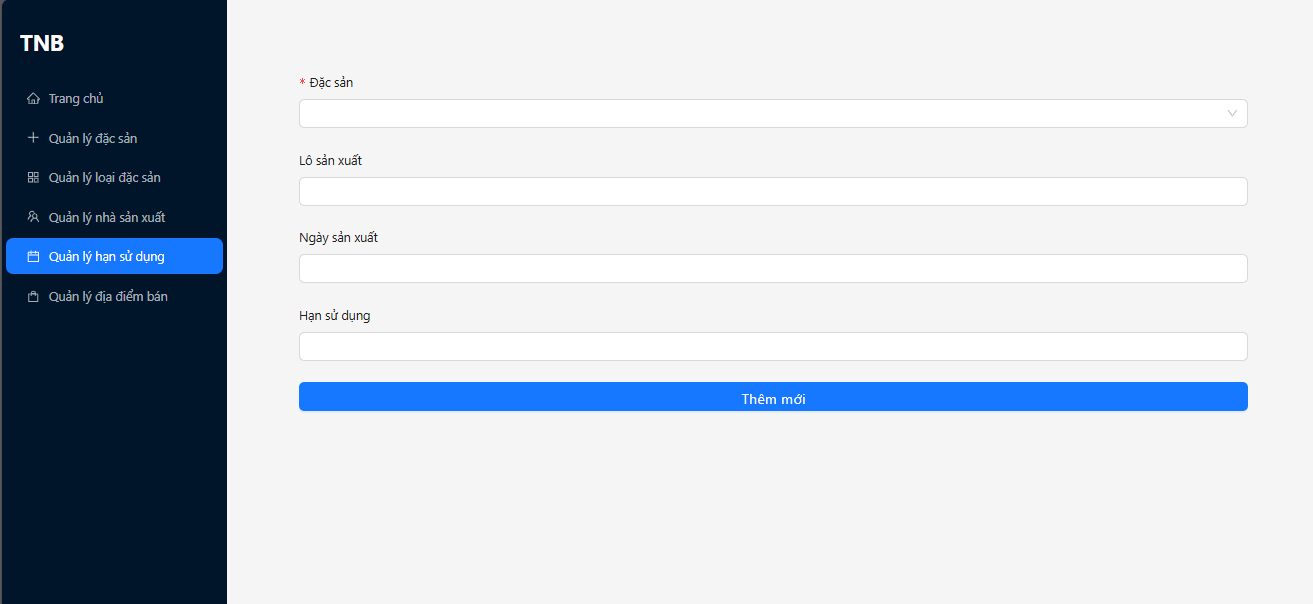 TNB
Trang chủ
Quản lý đặc sản
Quản lý loại đặc sản
Quản lý nhà sản xuất
Quản lý hạn sử dụng
Quản lý địa điểm bán
* Đặc sản
Lô sản xuất
Ngày sản xuất
Hạn sử dụng
Thêm mới